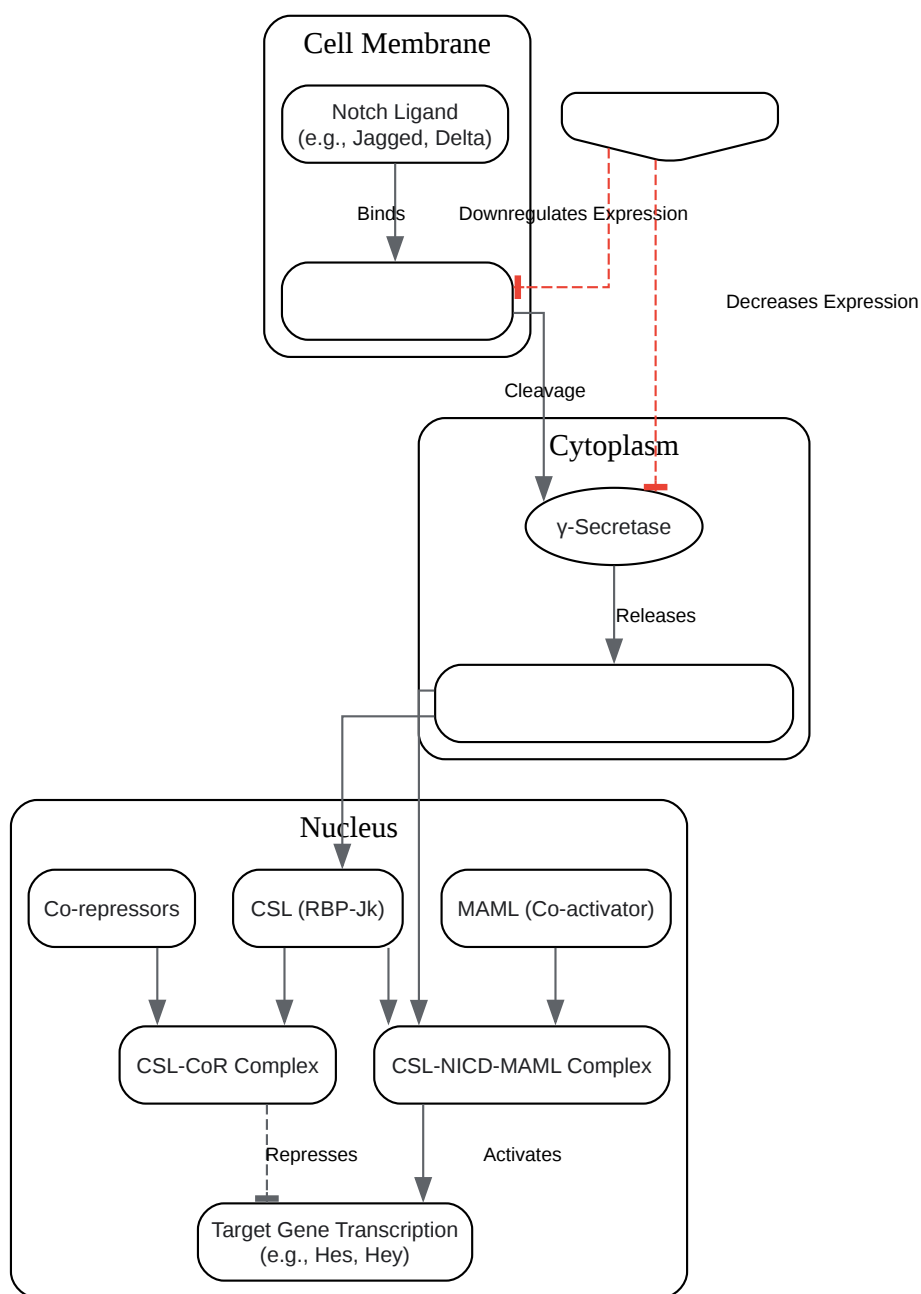 Cell Membrane
Notch Ligand
(e.g., Jagged, Delta)
Binds
Downregulates Expression
Decreases Expression
Cleavage
Cytoplasm
γ-Secretase
Releases
Nucleus
Co-repressors
CSL (RBP-Jk)
MAML (Co-activator)
CSL-CoR Complex
CSL-NICD-MAML Complex
Represses
Activates
Target Gene Transcription
(e.g., Hes, Hey)